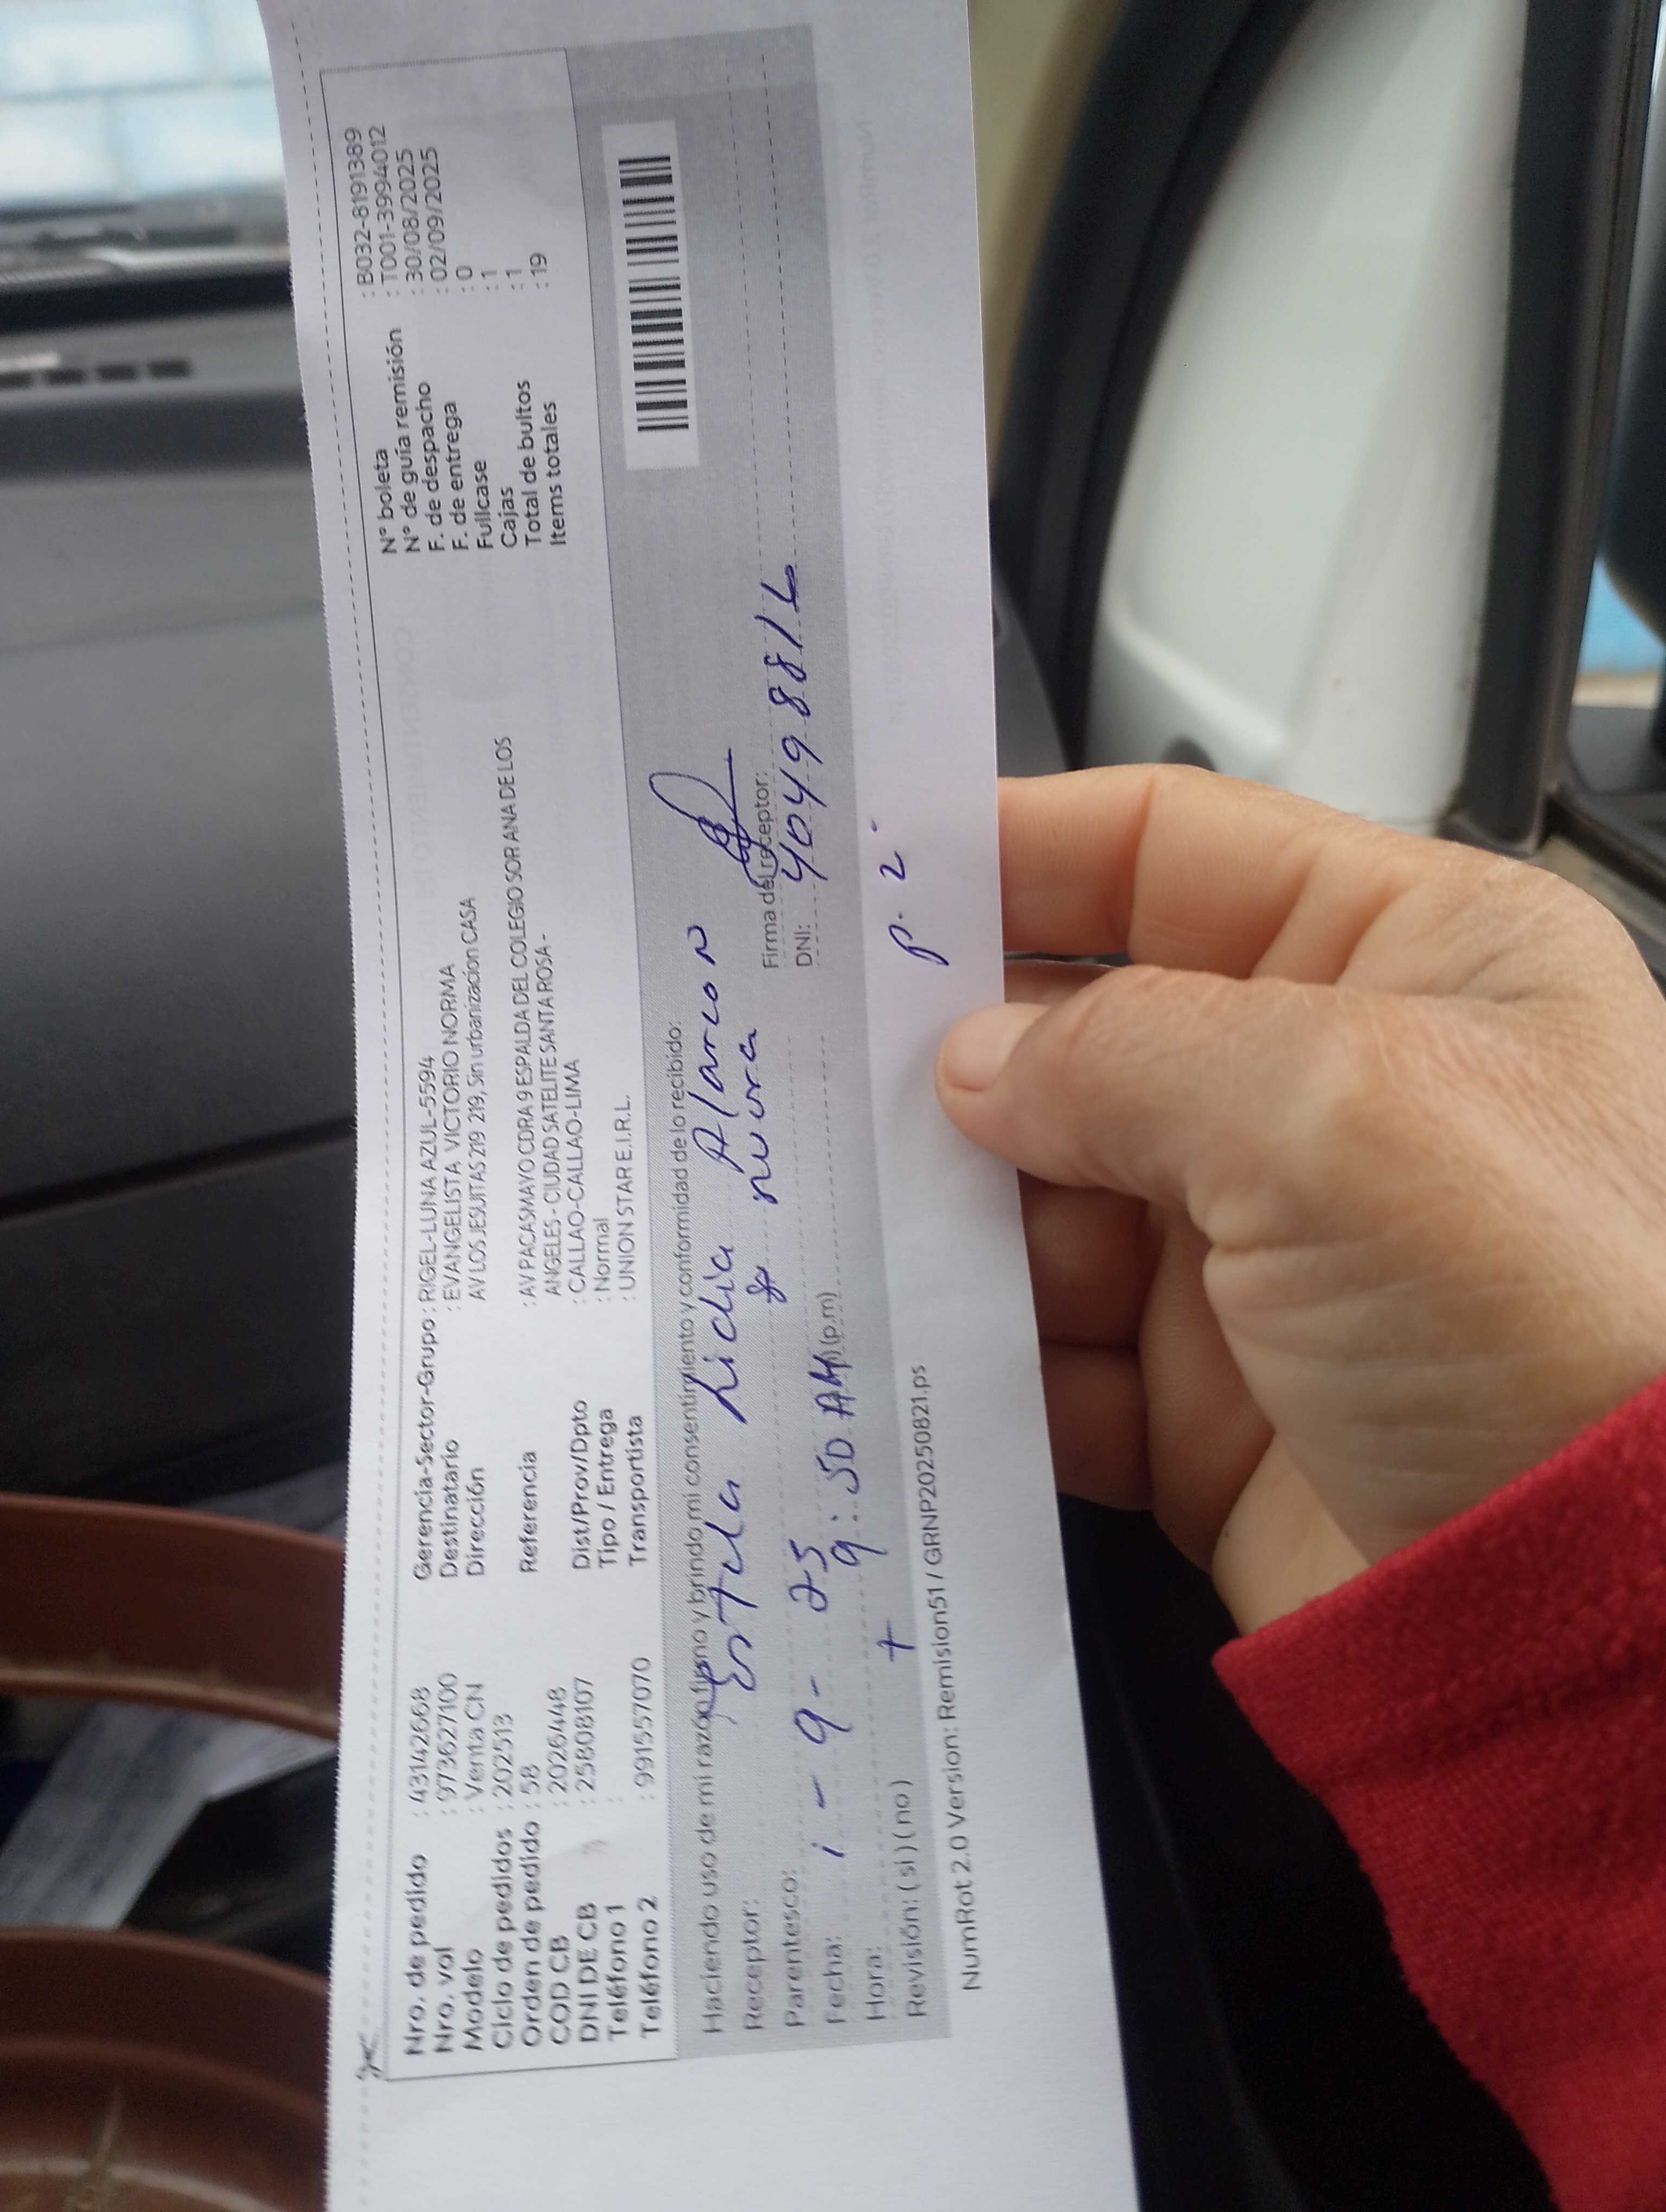 Nro. de pedido : 43142668
Nro. vol : 973627100
Modelo : Venta CN
Ciclo de pedidos : 202513
Orden de pedido : 58
COD CB : 2026448
DNI DE CB : 25808107
Teléfono 1 :
Teléfono 2 : 991557070
Gerencia-Sector-Grupo : RIGEL-LUNA AZUL-5594
Destinatario : EVANGELISTA VICTORIO NORMA
Dirección AV LOS JESUITAS 219 219, Sin urbanizacion CASA
Referencia : AV PACASMAYO CDRA 9 ESPALDA DEL COLEGIO SOR ANA DE LOS
ANGELES - CIUDAD SATELITE SANTA ROSA -
Dist/Prov/Dpto : CALLAO-CALLAO-LIMA
Tipo / Entrega : Normal
Transportista : UNION STAR E.I.R.L.
N° boleta : B032-8191389
N° de guía remisión : T001-39944012
F. de despacho : 30/08/2025
F. de entrega : 02/09/2025
Fullcase : 0
Cajas : 1
Total de bultos : 1
Items totales : 19
Haciendo uso de mi razón firmo y brindo mi consentimiento y conformidad de lo recibido:
Receptor: Estela Lidia Alarcon
Parentesco: nuera
Firma del receptor:
Fecha: 1 - 9 - 25
DNI: 40498816
Hora: 9:50 AM (p.m)
Revisión: ( si ) ( no ) + P. 2
NumRot 2.0 Version: Remision51 / GRNP20250821.ps